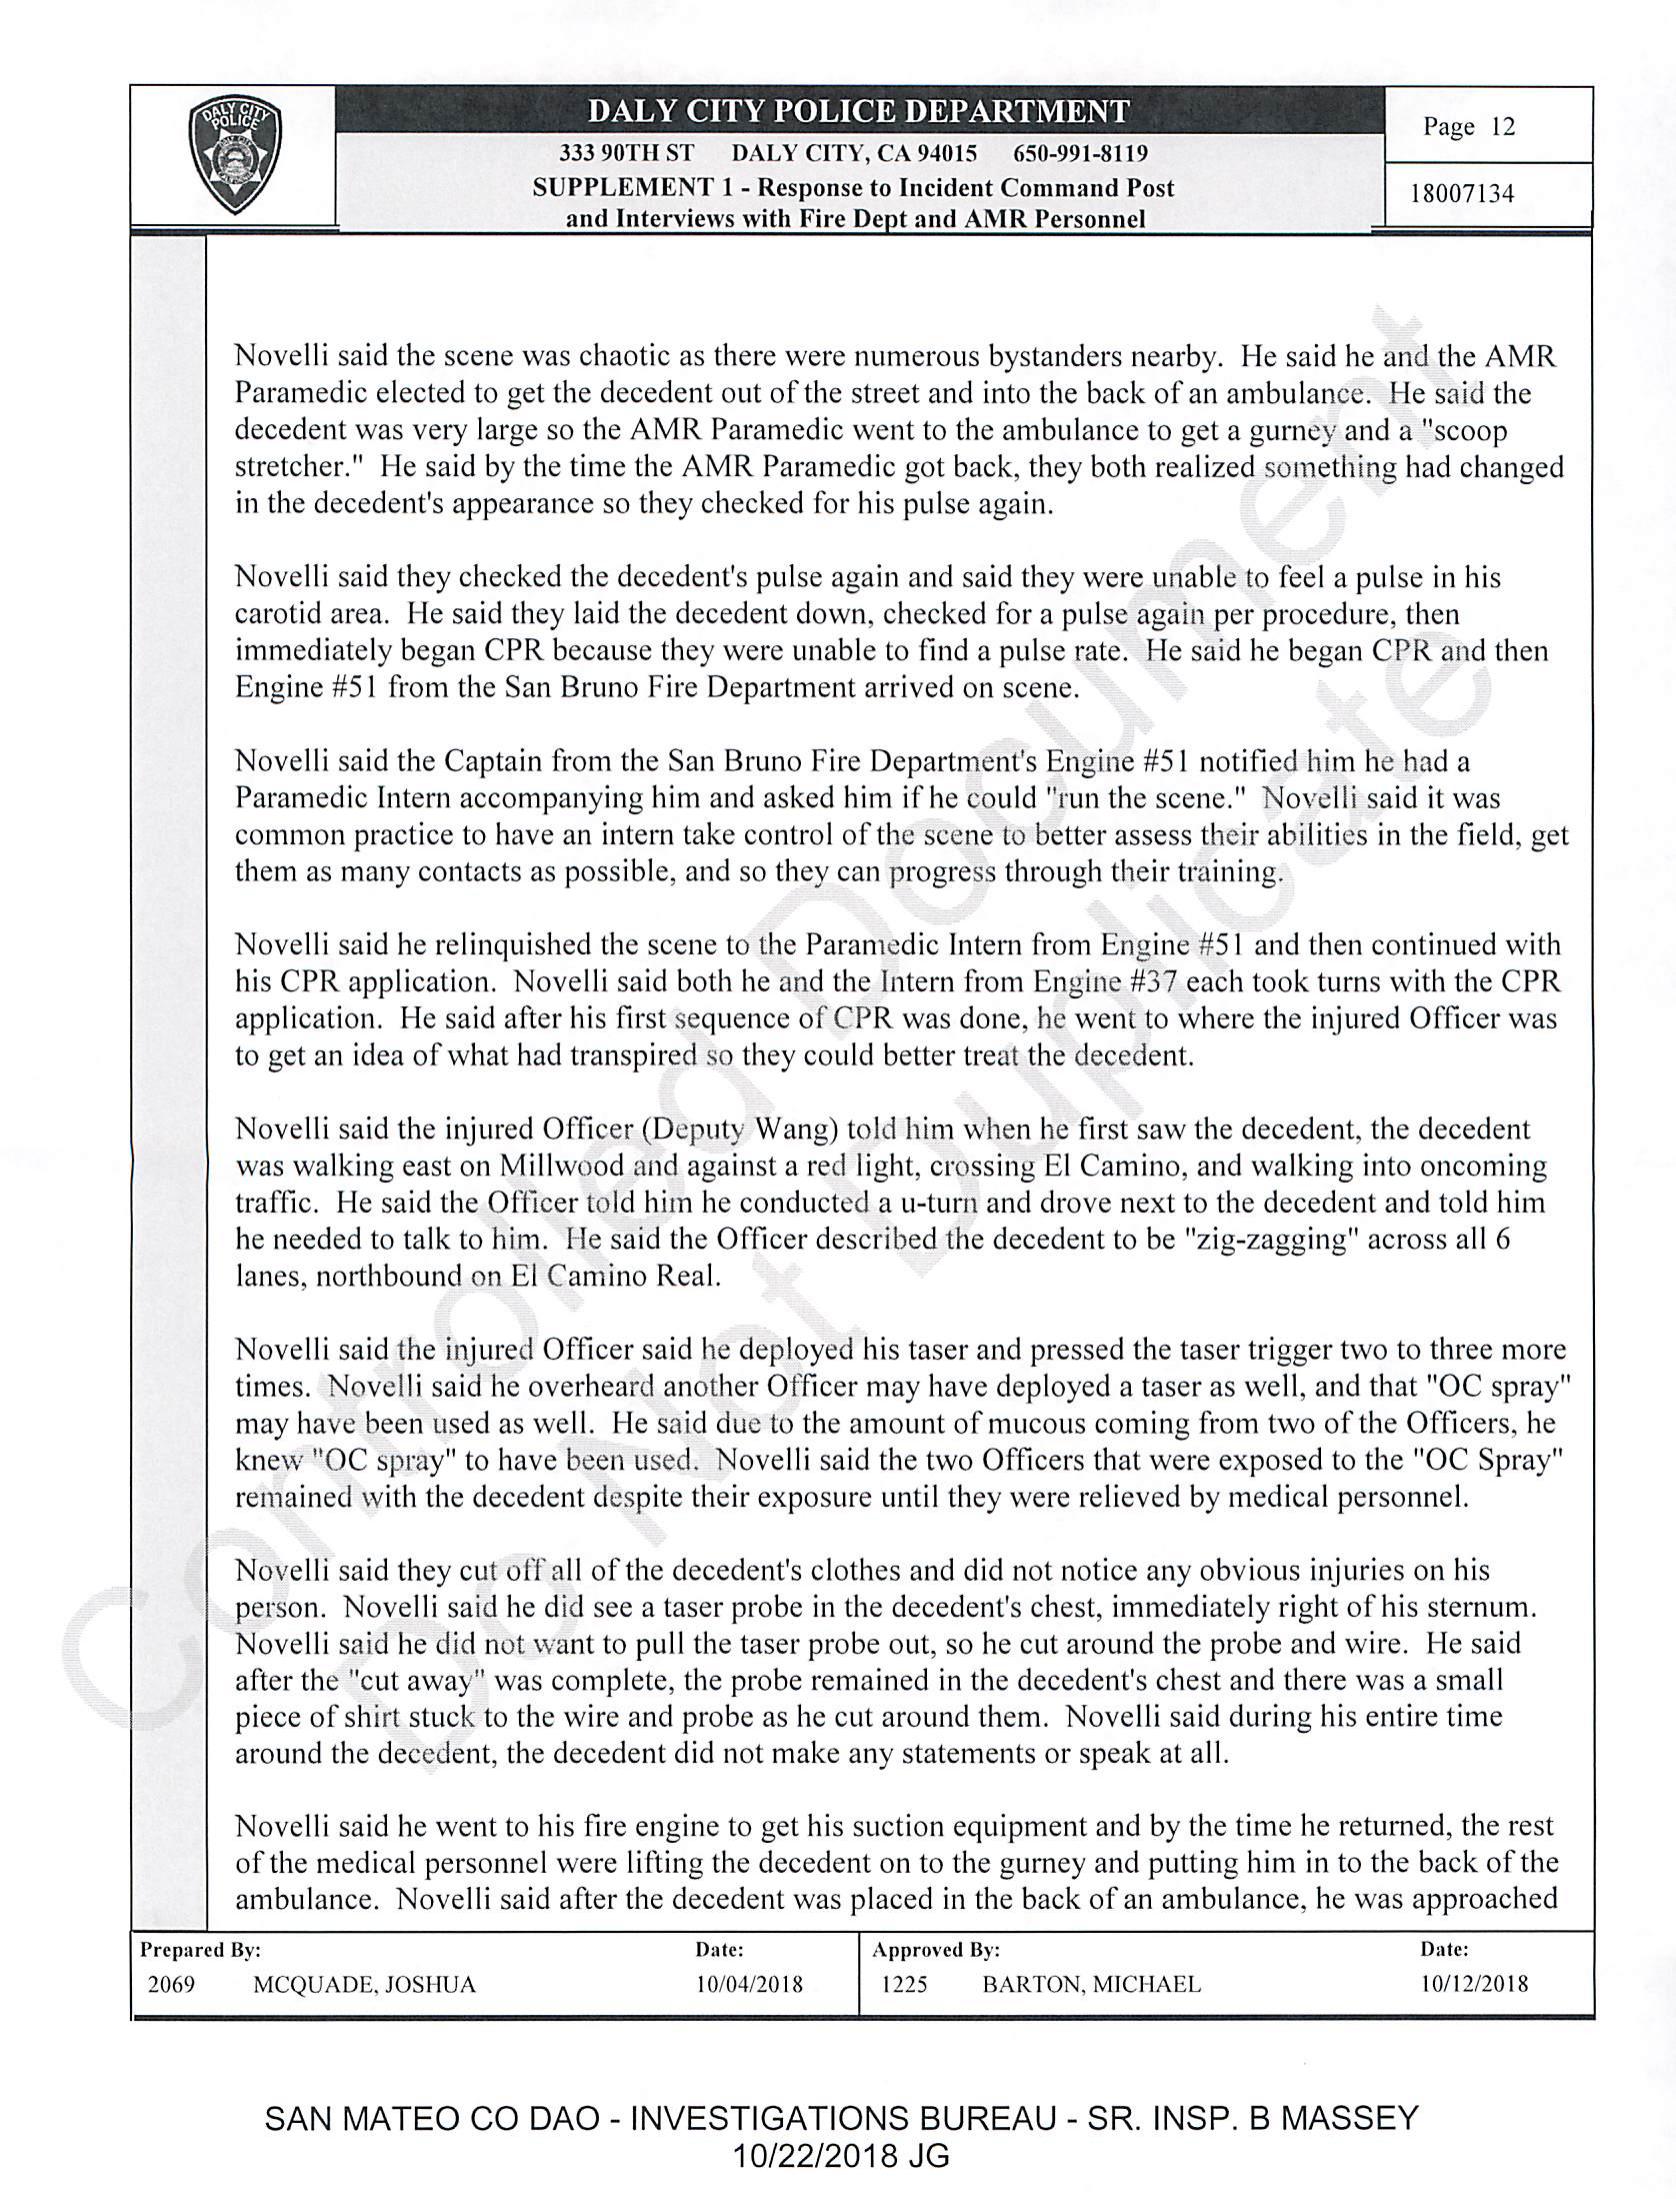 DALY CITY
POLICE
DALY CITY POLICE DEPARTMENT
333 90TH ST DALY CITY, CA 94015 650-991-8119
SUPPLEMENT 1 - Response to Incident Command Post
and Interviews with Fire Dept and AMR Personnel
Page 12
18007134
Novelli said the scene was chaotic as there were numerous bystanders nearby. He said he and the AMR
Paramedic elected to get the decedent out of the street and into the back of an ambulance. He said the
decedent was very large so the AMR Paramedic went to the ambulance to get a gurney and a "scoop
stretcher." He said by the time the AMR Paramedic got back, they both realized something had changed
in the decedent's appearance so they checked for his pulse again.
Novelli said they checked the decedent's pulse again and said they were unable to feel a pulse in his
carotid area. He said they laid the decedent down, checked for a pulse again per procedure, then
immediately began CPR because they were unable to find a pulse rate. He said he began CPR and then
Engine #51 from the San Bruno Fire Department arrived on scene.
Novelli said the Captain from the San Bruno Fire Department's Engine #51 notified him he had a
Paramedic Intern accompanying him and asked him if he could "run the scene." Novelli said it was
common practice to have an intern take control of the scene to better assess their abilities in the field, get
them as many contacts as possible, and so they can progress through their training.
Novelli said he relinquished the scene to the Paramedic Intern from Engine #51 and then continued with
his CPR application. Novelli said both he and the Intern from Engine #37 each took turns with the CPR
application. He said after his first sequence of CPR was done, he went to where the injured Officer was
to get an idea of what had transpired so they could better treat the decedent.
Novelli said the injured Officer (Deputy Wang) told him when he first saw the decedent, the decedent
was walking east on Millwood and against a red light, crossing El Camino, and walking into oncoming
traffic. He said the Officer told him he conducted a u-turn and drove next to the decedent and told him
he needed to talk to him. He said the Officer described the decedent to be "zig-zagging" across all 6
lanes, northbound on El Camino Real.
Novelli said the injured Officer said he deployed his taser and pressed the taser trigger two to three more
times. Novelli said he overheard another Officer may have deployed a taser as well, and that "OC spray"
may have been used as well. He said due to the amount of mucous coming from two of the Officers, he
knew "OC spray" to have been used. Novelli said the two Officers that were exposed to the "OC Spray"
remained with the decedent despite their exposure until they were relieved by medical personnel.
Novelli said they cut off all of the decedent's clothes and did not notice any obvious injuries on his
person. Novelli said he did see a taser probe in the decedent's chest, immediately right of his sternum.
Novelli said he did not want to pull the taser probe out, so he cut around the probe and wire. He said
after the "cut away" was complete, the probe remained in the decedent's chest and there was a small
piece of shirt stuck to the wire and probe as he cut around them. Novelli said during his entire time
around the decedent, the decedent did not make any statements or speak at all.
Novelli said he went to his fire engine to get his suction equipment and by the time he returned, the rest
of the medical personnel were lifting the decedent on to the gurney and putting him in to the back of the
ambulance. Novelli said after the decedent was placed in the back of an ambulance, he was approached
Controlled Document
Do Not Duplicate
Prepared By: Date: Approved By: Date:
2069 MCQUADE, JOSHUA 10/04/2018 1225 BARTON, MICHAEL 10/12/2018
SAN MATEO CO DAO - INVESTIGATIONS BUREAU - SR. INSP. B MASSEY
10/22/2018 JG